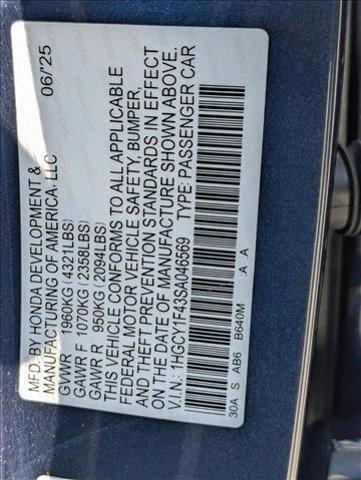 MFD. BY HONDA DEVELOPMENT & 06/25
MANUFACTURING OF AMERICA, LLC
GVWR 1960KG (4321LBS)
GAWR F 1070KG (2358LBS)
GAWR R 950KG (2094LBS)
THIS VEHICLE CONFORMS TO ALL APPLICABLE
FEDERAL MOTOR VEHICLE SAFETY, BUMPER,
AND THEFT PREVENTION STANDARDS IN EFFECT
ON THE DATE OF MANUFACTURE SHOWN ABOVE.
V.I.N.: 1HGCY1F43SA046569 TYPE: PASSENGER CAR
30A S AB6 B640M A A